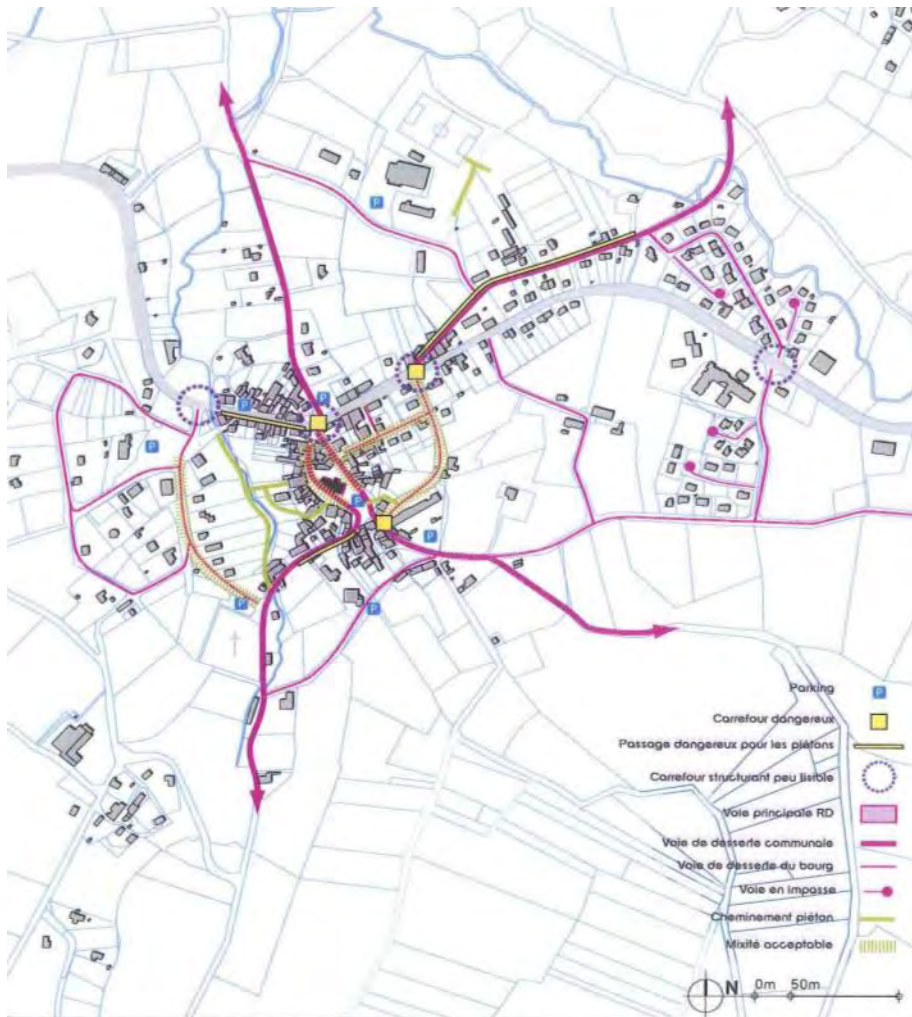 P
P
P
P
P
P
P
P
Parking P
Carrefour dangereux
Passage dangereux pour les piétons
Carrefour structurant peu lisible
Voie principale RD
Voie de desserte communale
Voie de desserte du bourg
Voie en impasse
Cheminement piéton
Mixité acceptable
N 0m 50m